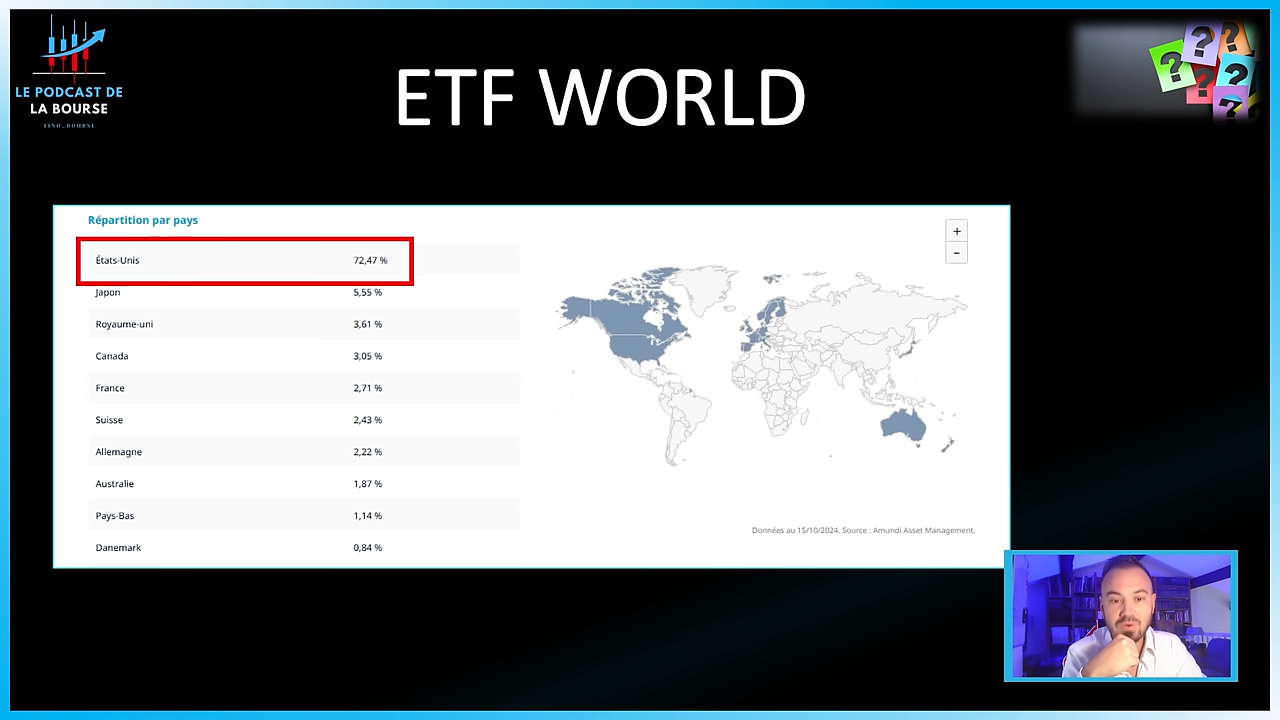 LE PODCAST DE
LA BOURSE
TINO_BOURSE
ETF WORLD
? ? ? ? ?
Répartition par pays
États-Unis 72,47 %
Japon 5,55 %
Royaume-uni 3,61 %
Canada 3,05 %
France 2,71 %
Suisse 2,43 %
Allemagne 2,22 %
Australie 1,87 %
Pays-Bas 1,14 %
Danemark 0,84 %
+
−
Données au 15/10/2024. Source : Amundi Asset Management.